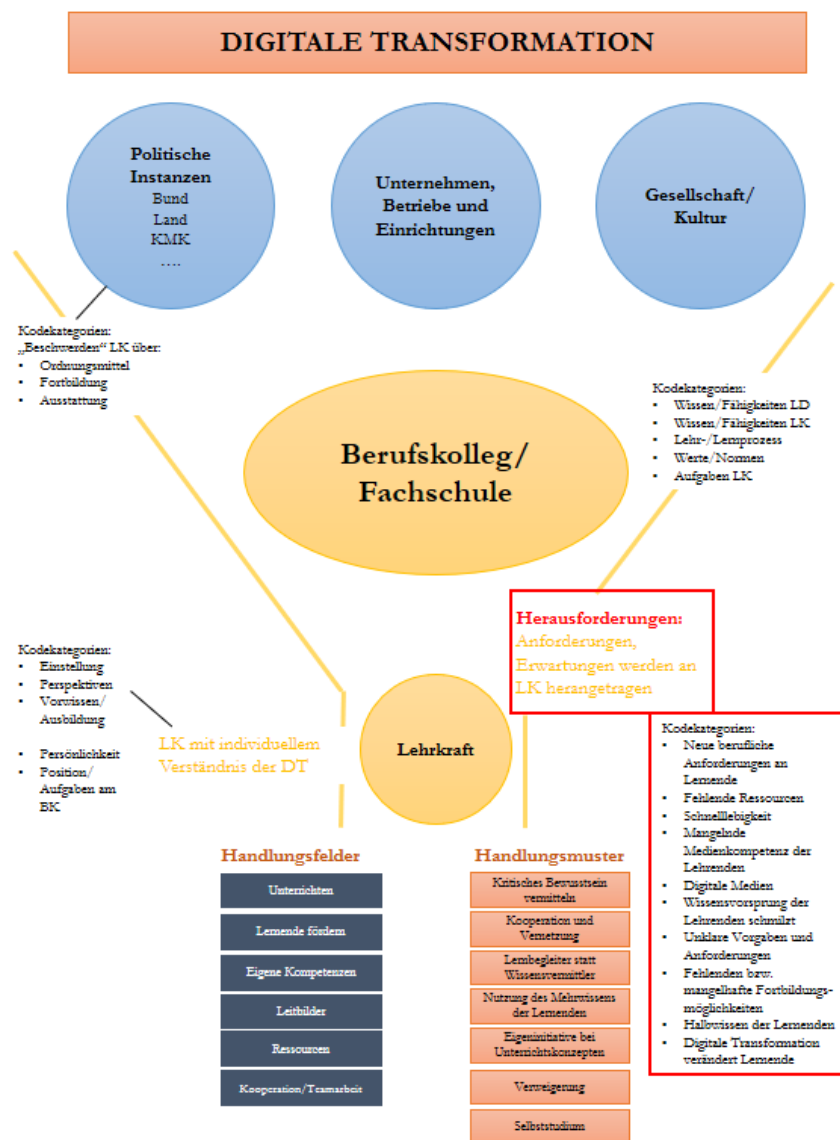 DIGITALE TRANSFORMATION
Politische
Instanzen
Bund
Land
KMK
….
Unternehmen,
Betriebe und
Einrichtungen
Gesellschaft/
Kultur
Kodekategorien:
„Beschwerden“ LK über:
• Ordnungsmittel
• Fortbildung
• Ausstattung
Kodekategorien:
• Wissen/Fähigkeiten LD
• Wissen/Fähigkeiten LK
• Lehr-/Lernprozess
• Werte/Normen
• Aufgaben LK
Berufskolleg/
Fachschule
Herausforderungen:
Anforderungen,
Erwartungen werden an
LK herangetragen
Kodekategorien:
• Einstellung
• Perspektiven
• Vorwissen/
Ausbildung
• Persönlichkeit
• Position/
Aufgaben am
BK
LK mit individuellem
Verständnis der DT
Lehrkraft
Kodekategorien:
• Neue berufliche
Anforderungen an
Lernende
• Fehlende Ressourcen
• Schnelllebigkeit
• Mangelnde
Medienkompetenz der
Lehrenden
• Digitale Medien
• Wissensvorsprung der
Lehrenden schmilzt
• Unklare Vorgaben und
Anforderungen
• Fehlenden bzw.
mangelhafte Fortbildungs-
möglichkeiten
• Halbwissen der Lernenden
• Digitale Transformation
verändert Lernende
Handlungsfelder
Unterrichten
Lernende fördern
Eigene Kompetenzen
Leitbilder
Ressourcen
Kooperation/Teamarbeit
Handlungsmuster
Kritisches Bewusstsein
vermitteln
Kooperation und
Vernetzung
Lernbegleiter statt
Wissensvermittler
Nutzung des Mehrwissens
der Lernenden
Eigeninitiative bei
Unterrichtskonzepten
Verweigerung
Selbststudium